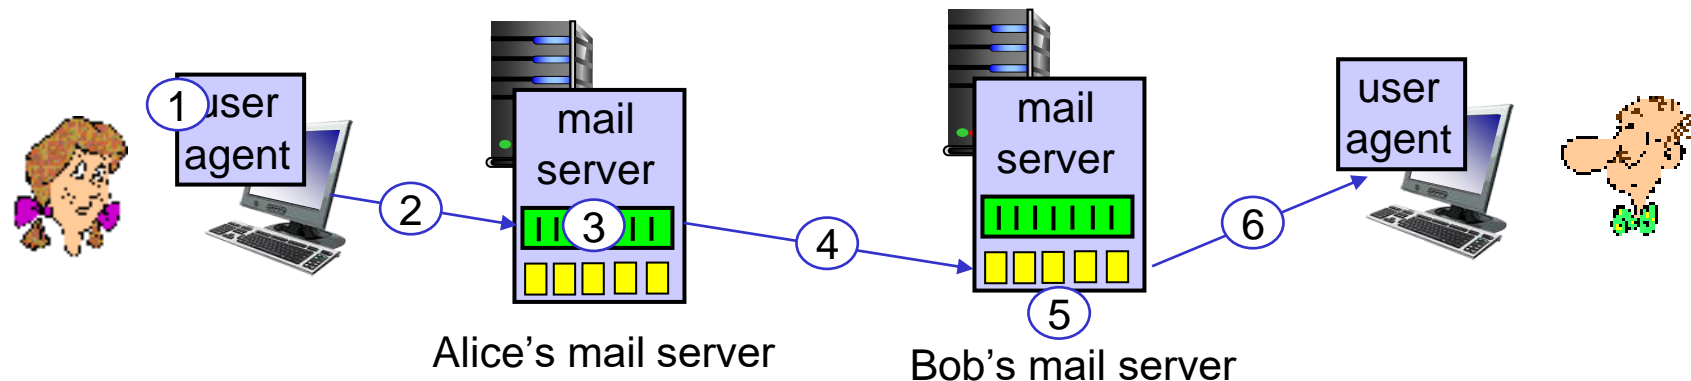 1
user
agent
2
mail
server
3
4
mail
server
5
6
user
agent
Alice's mail server
Bob's mail server